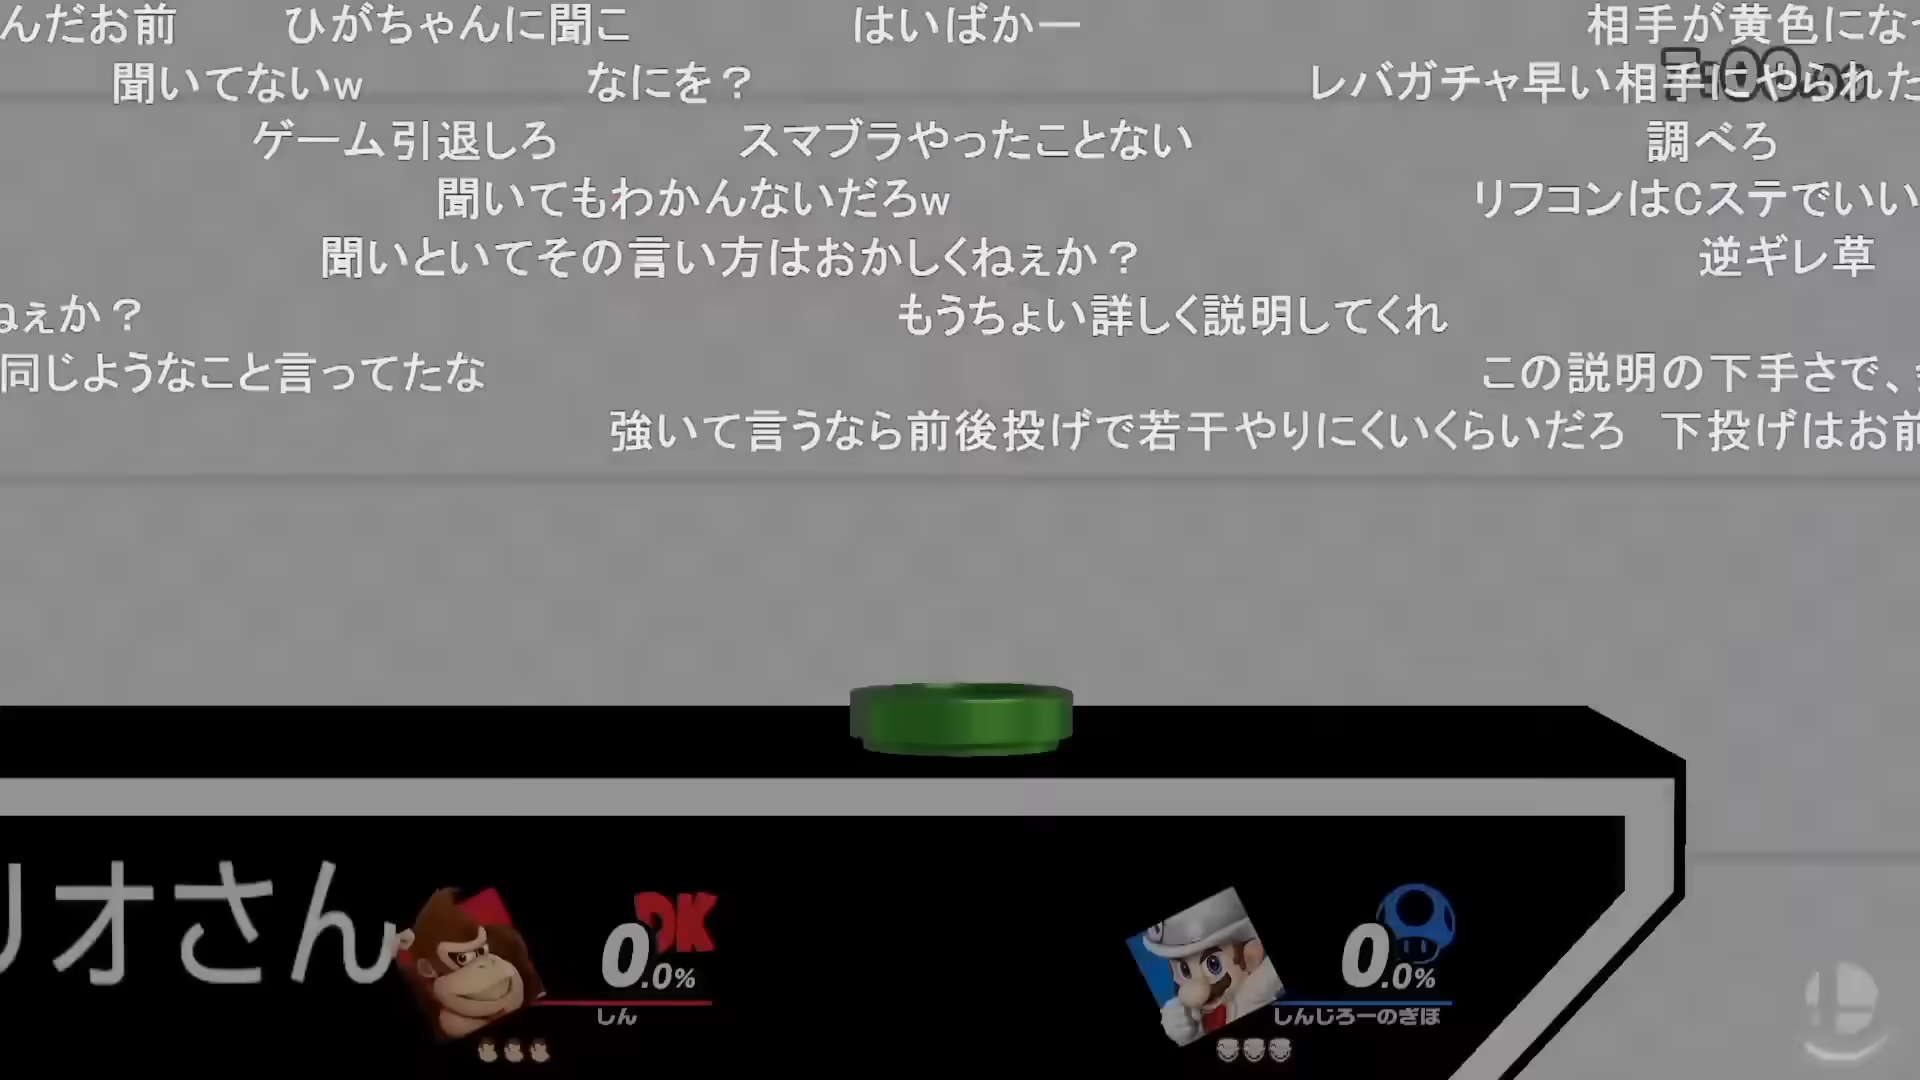 んだお前 ひがちゃんに聞こ はいばかー 相手が黄色になっ
聞いてないw なにを？ レバガチャ早い相手にやられた
ゲーム引退しろ スマブラやったことない 調べろ
聞いてもわかんないだろw リフコンはCステでいい
聞いといてその言い方はおかしくねぇか？ 逆ギレ草
ねぇか？ もうちょい詳しく説明してくれ
同じようなこと言ってたな この説明の下手さで、
強いて言うなら前後投げで若干やりにくいくらいだろ 下投げはお前
リオさん
DK
0.0% 0.0%
しん しんじろーのぎぼ